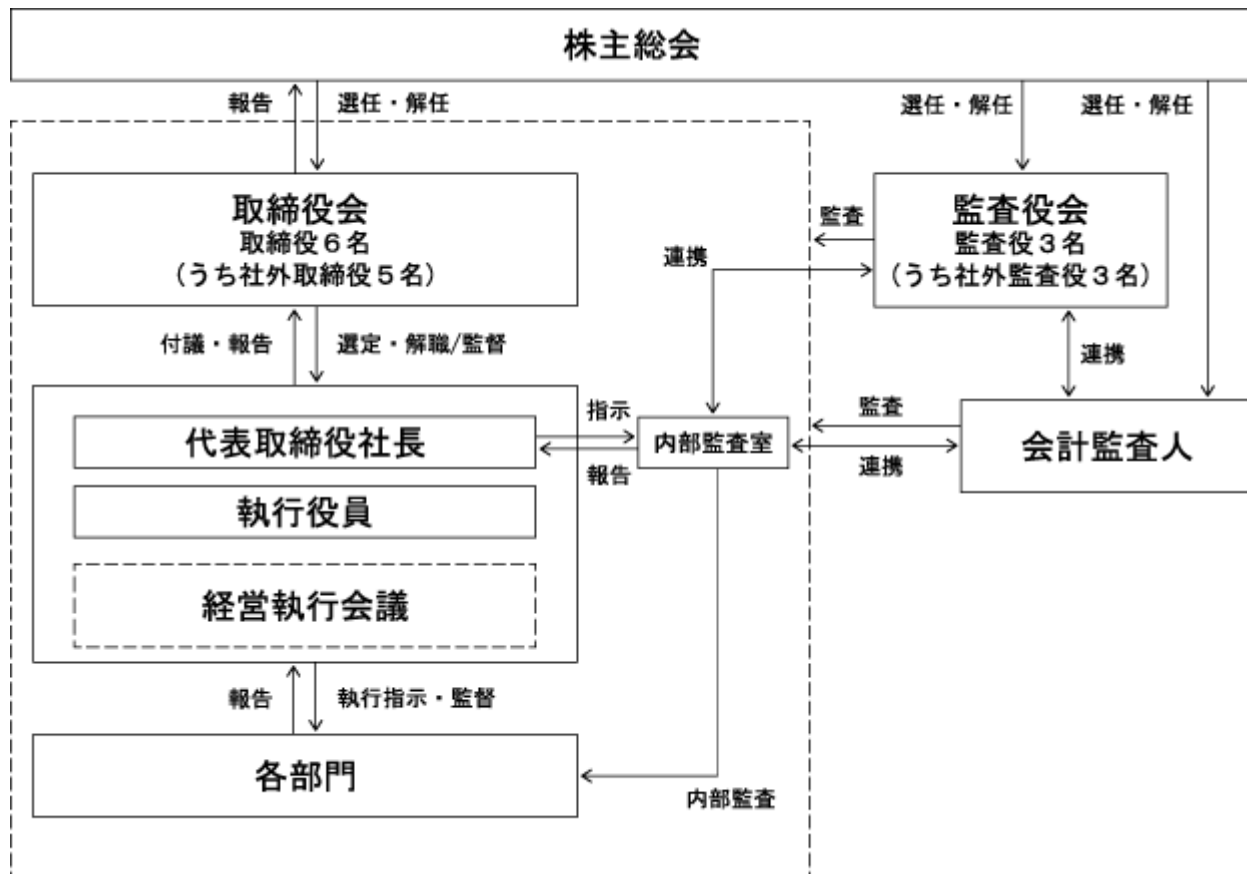 株主総会
報告
選任・解任
選任・解任
選任・解任
取締役会
取締役6名
（うち社外取締役5名）
監査
連携
監査役会
監査役3名
（うち社外監査役3名）
付議・報告
選定・解職/監督
連携
代表取締役社長
指示
報告
内部監査室
監査
連携
会計監査人
執行役員
経営執行会議
報告
執行指示・監督
各部門
内部監査